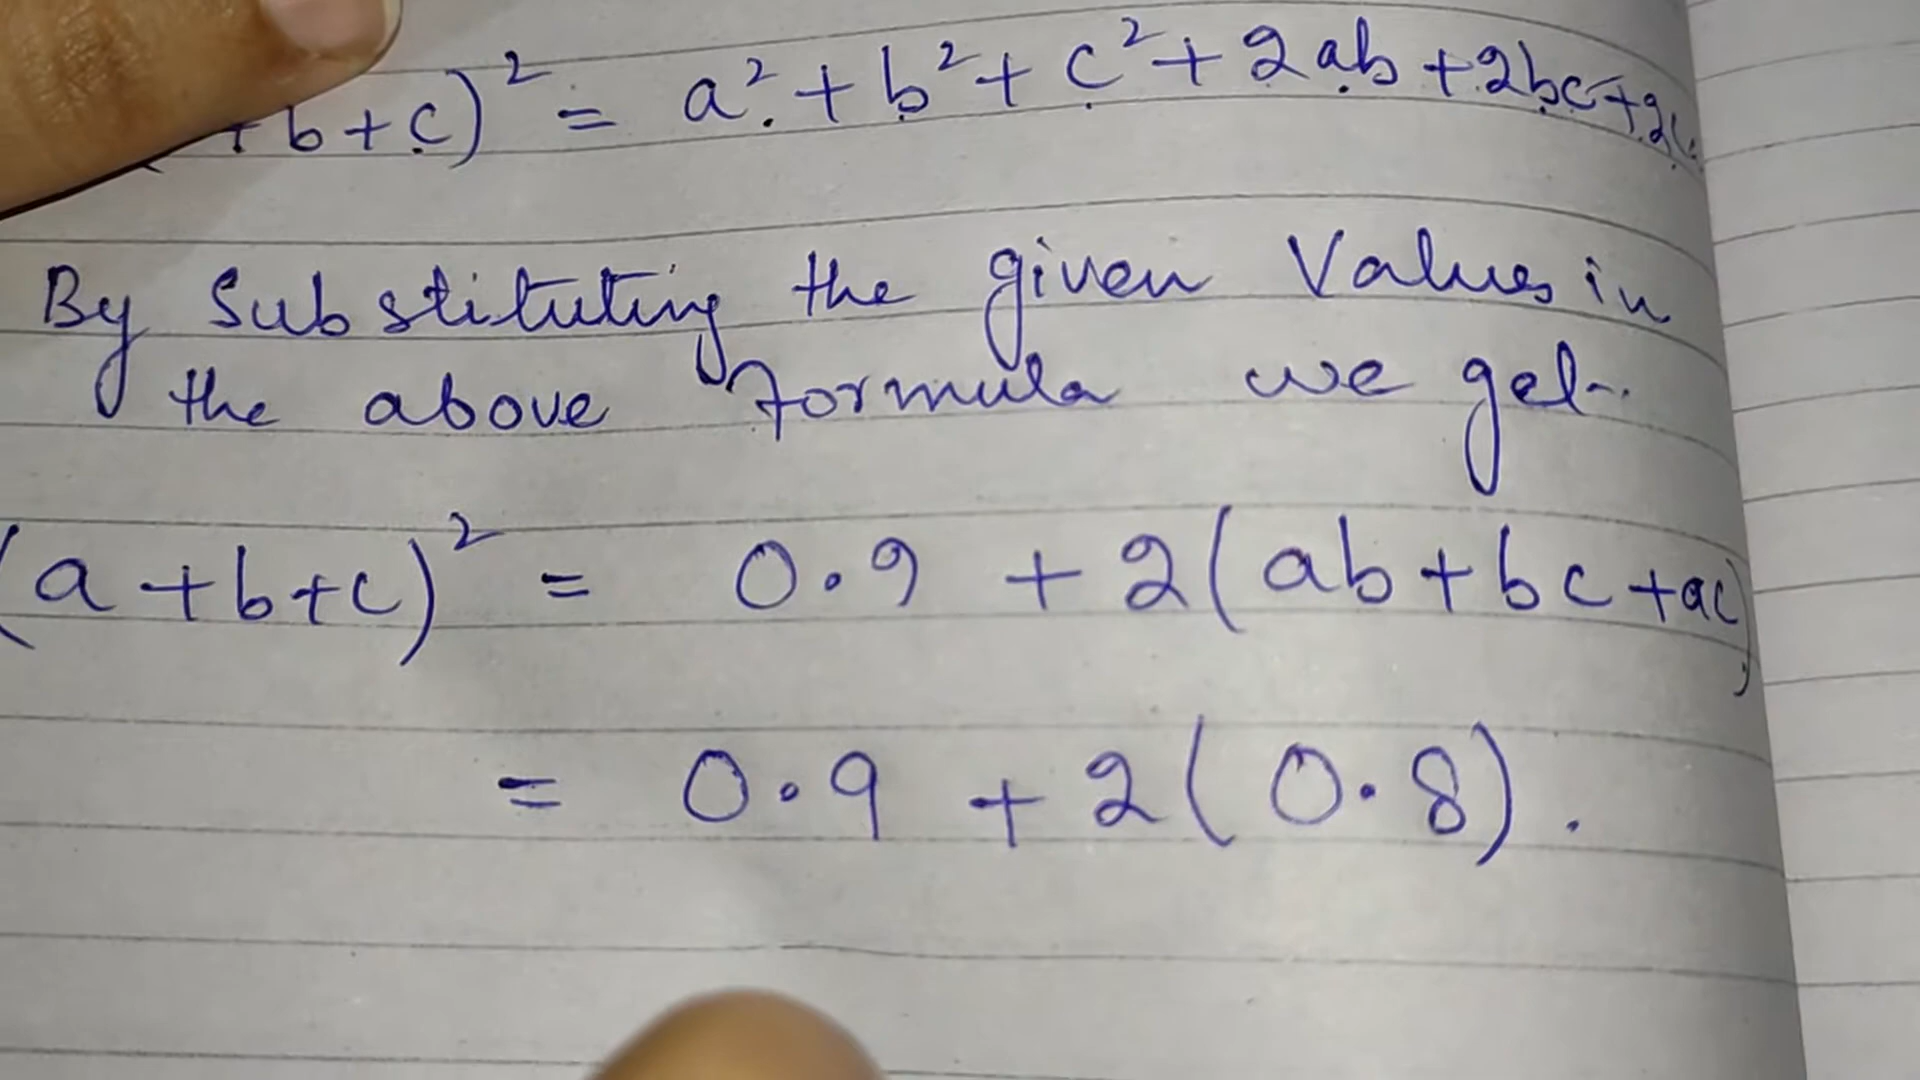 +b+c)² = a² + b² + c² + 2ab + 2bc + 2
By Substituting the given Values in
the above formula we get.
(a+b+c)² = 0.9 + 2(ab+bc+ac)
= 0.9 + 2(0.8).